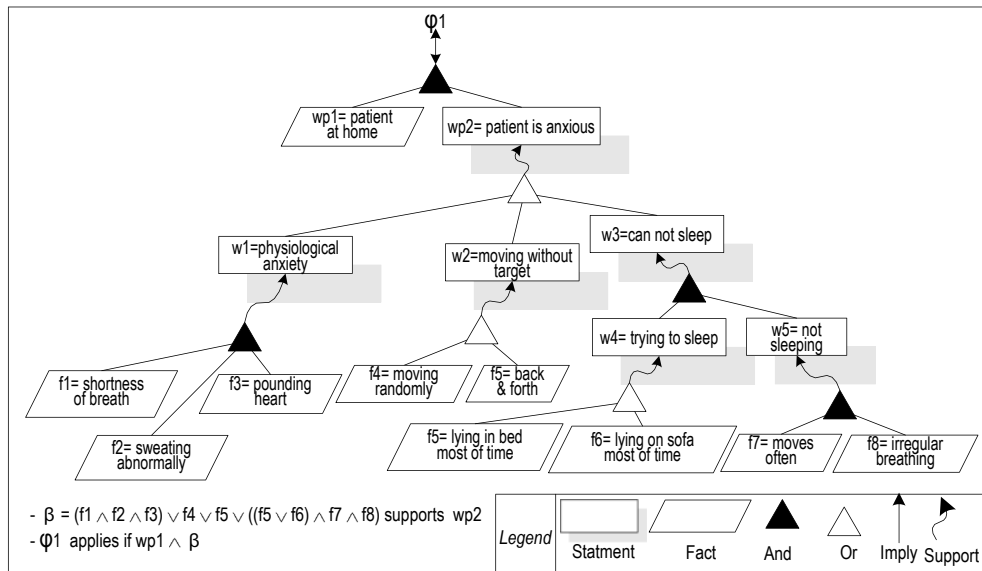 φ1
wp1= patient
at home
wp2= patient is anxious
w1=physiological
anxiety
w2=moving without
target
w3=can not sleep
w4= trying to sleep
w5= not
sleeping
f1= shortness
of breath
f2= sweating
abnormally
f3= pounding
heart
f4= moving
randomly
f5= back
& forth
f5= lying in bed
most of time
f6= lying on sofa
most of time
f7= moves
often
f8= irregular
breathing
- β = (f1 ∧ f2 ∧ f3) ∨ f4 ∨ f5 ∨ ((f5 ∨ f6) ∧ f7 ∧ f8) supports wp2
- φ1 applies if wp1 ∧ β
Legend
Statment
Fact
And
Or
Imply
Support